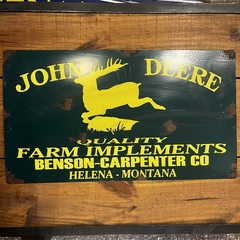 JOHN DEERE
QUALITY
FARM IMPLEMENTS
BENSON-CARPENTER CO
HELENA - MONTANA